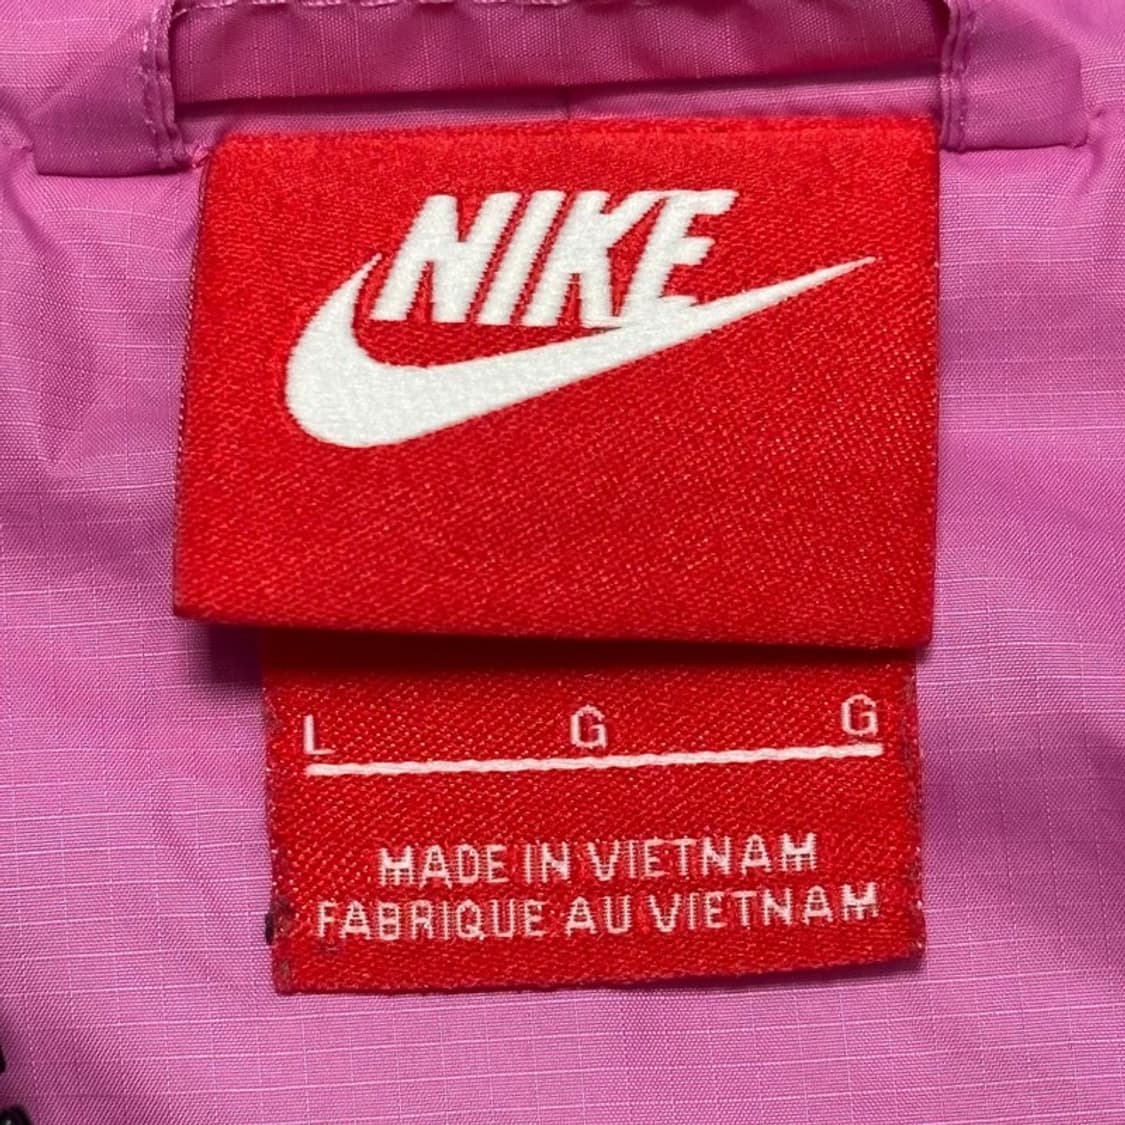 NIKE
L G G
MADE IN VIETNAM
FABRIQUE AU VIETNAM